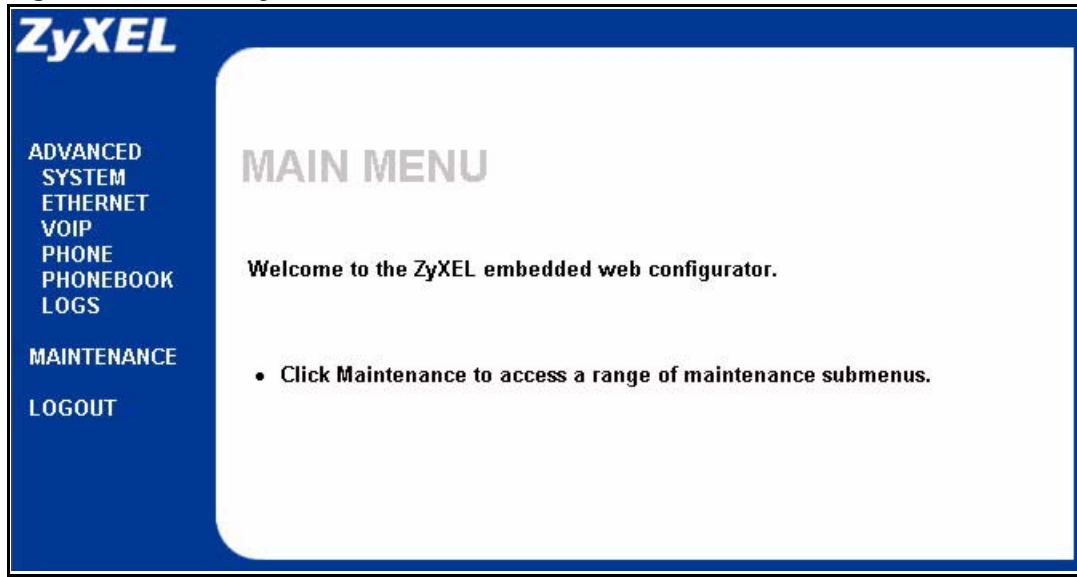 ZyXEL
ADVANCED
SYSTEM
ETHERNET
VOIP
PHONE
PHONEBOOK
LOGS
MAINTENANCE
LOGOUT
MAIN MENU
Welcome to the ZyXEL embedded web configurator.
• Click Maintenance to access a range of maintenance submenus.